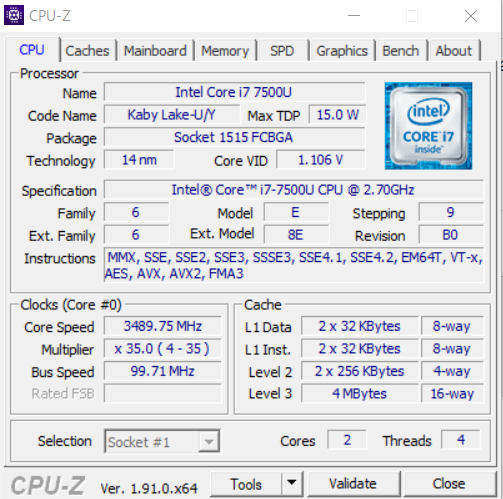 CPU-Z
CPU Caches Mainboard Memory SPD Graphics Bench About
Processor
Name Intel Core i7 7500U
Code Name Kaby Lake-U/Y Max TDP 15.0 W
Package Socket 1515 FCBGA
Technology 14 nm Core VID 1.106 V
intel
CORE i7
inside™
Specification Intel® Core™ i7-7500U CPU @ 2.70GHz
Family 6 Model E Stepping 9
Ext. Family 6 Ext. Model 8E Revision B0
Instructions MMX, SSE, SSE2, SSE3, SSSE3, SSE4.1, SSE4.2, EM64T, VT-x,
AES, AVX, AVX2, FMA3
Clocks (Core #0)
Core Speed 3489.75 MHz
Multiplier x 35.0 ( 4 - 35 )
Bus Speed 99.71 MHz
Rated FSB
Cache
L1 Data 2 x 32 KBytes 8-way
L1 Inst. 2 x 32 KBytes 8-way
Level 2 2 x 256 KBytes 4-way
Level 3 4 MBytes 16-way
Selection Socket #1 Cores 2 Threads 4
CPU-Z Ver. 1.91.0.x64 Tools Validate Close